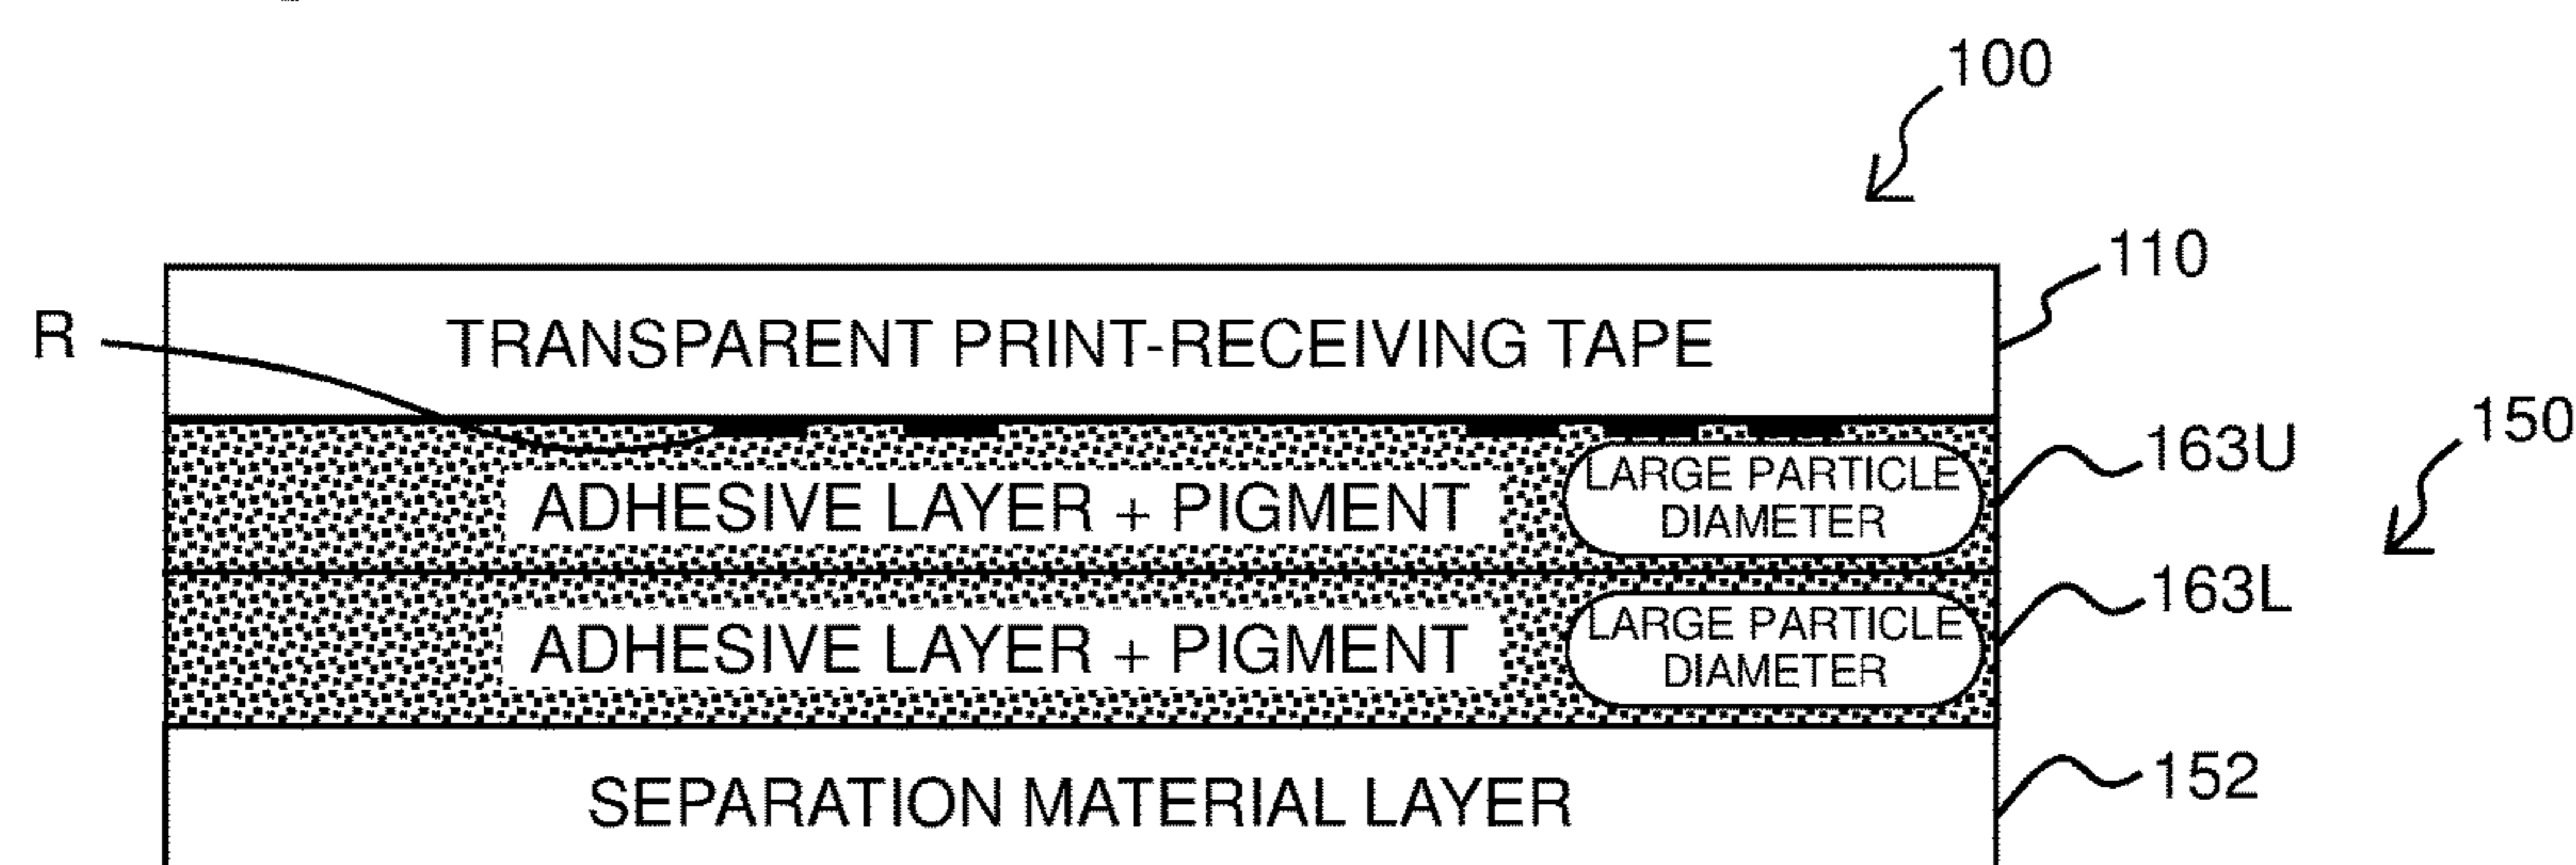 100
110
R
TRANSPARENT PRINT-RECEIVING TAPE
150
163U
ADHESIVE LAYER + PIGMENT
LARGE PARTICLE
DIAMETER
163L
ADHESIVE LAYER + PIGMENT
LARGE PARTICLE
DIAMETER
152
SEPARATION MATERIAL LAYER